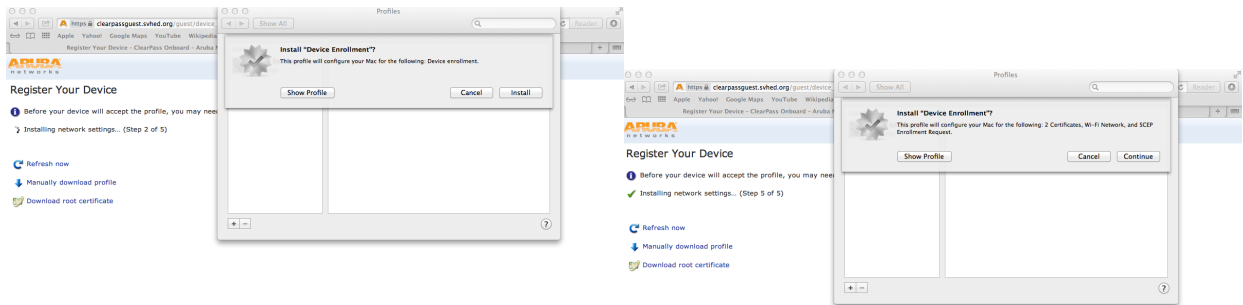 Profiles
https clearpassguest.svhed.org/guest/device_
Show All
Reader
Apple Yahoo! Google Maps YouTube Wikipedia
Register Your Device – ClearPass Onboard – Aruba
ARUBA
networks
Install "Device Enrollment"?
This profile will configure your Mac for the following: Device enrollment.
Show Profile
Cancel
Install
Register Your Device
Before your device will accept the profile, you may nee
Installing network settings... (Step 2 of 5)
Refresh now
Manually download profile
Download root certificate
+ −
?
Profiles
https clearpassguest.svhed.org/guest/device_
Show All
Reader
Apple Yahoo! Google Maps YouTube Wikipedia
Register Your Device – ClearPass Onboard – Aruba
ARUBA
networks
Install "Device Enrollment"?
This profile will configure your Mac for the following: 2 Certificates, Wi-Fi Network, and SCEP
Enrollment Request.
Show Profile
Cancel
Continue
Register Your Device
Before your device will accept the profile, you may nee
Installing network settings... (Step 5 of 5)
Refresh now
Manually download profile
Download root certificate
+ −
?